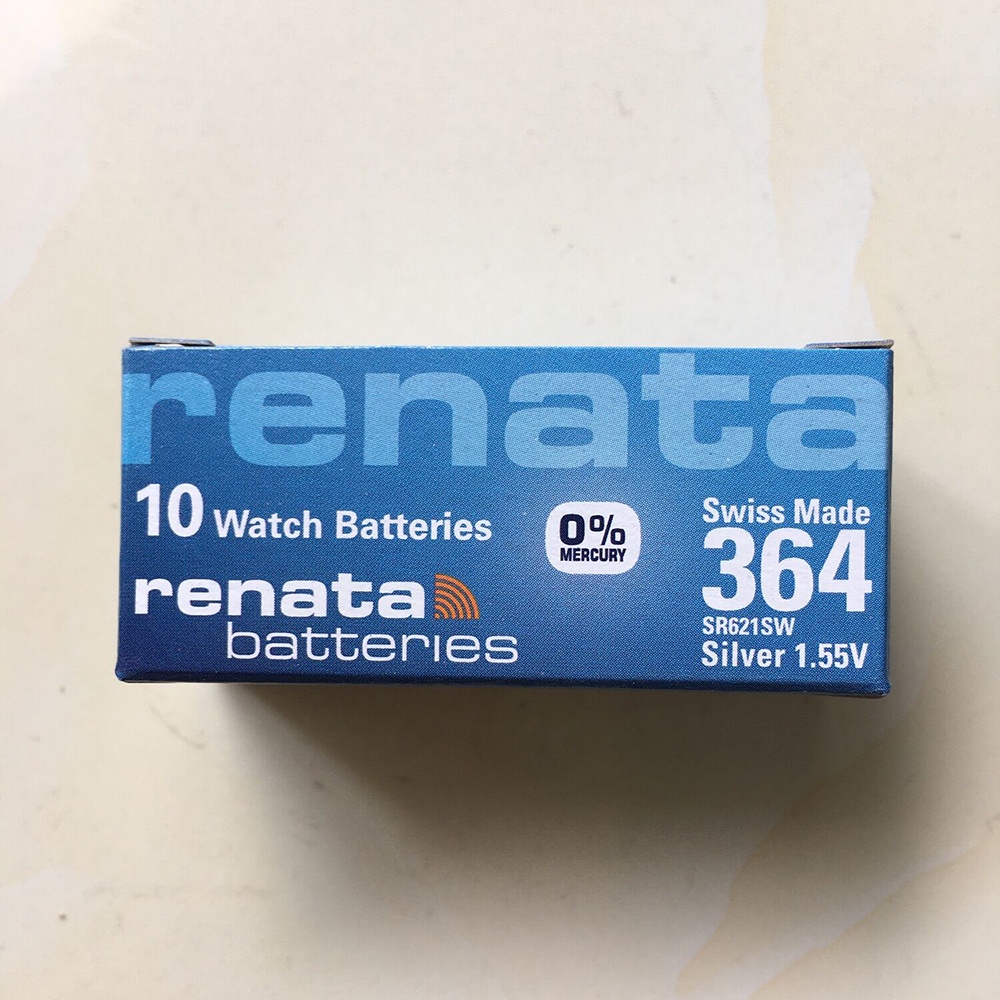 renata
10 Watch Batteries
renata
batteries
0%
MERCURY
Swiss Made
364
SR621SW
Silver 1.55V